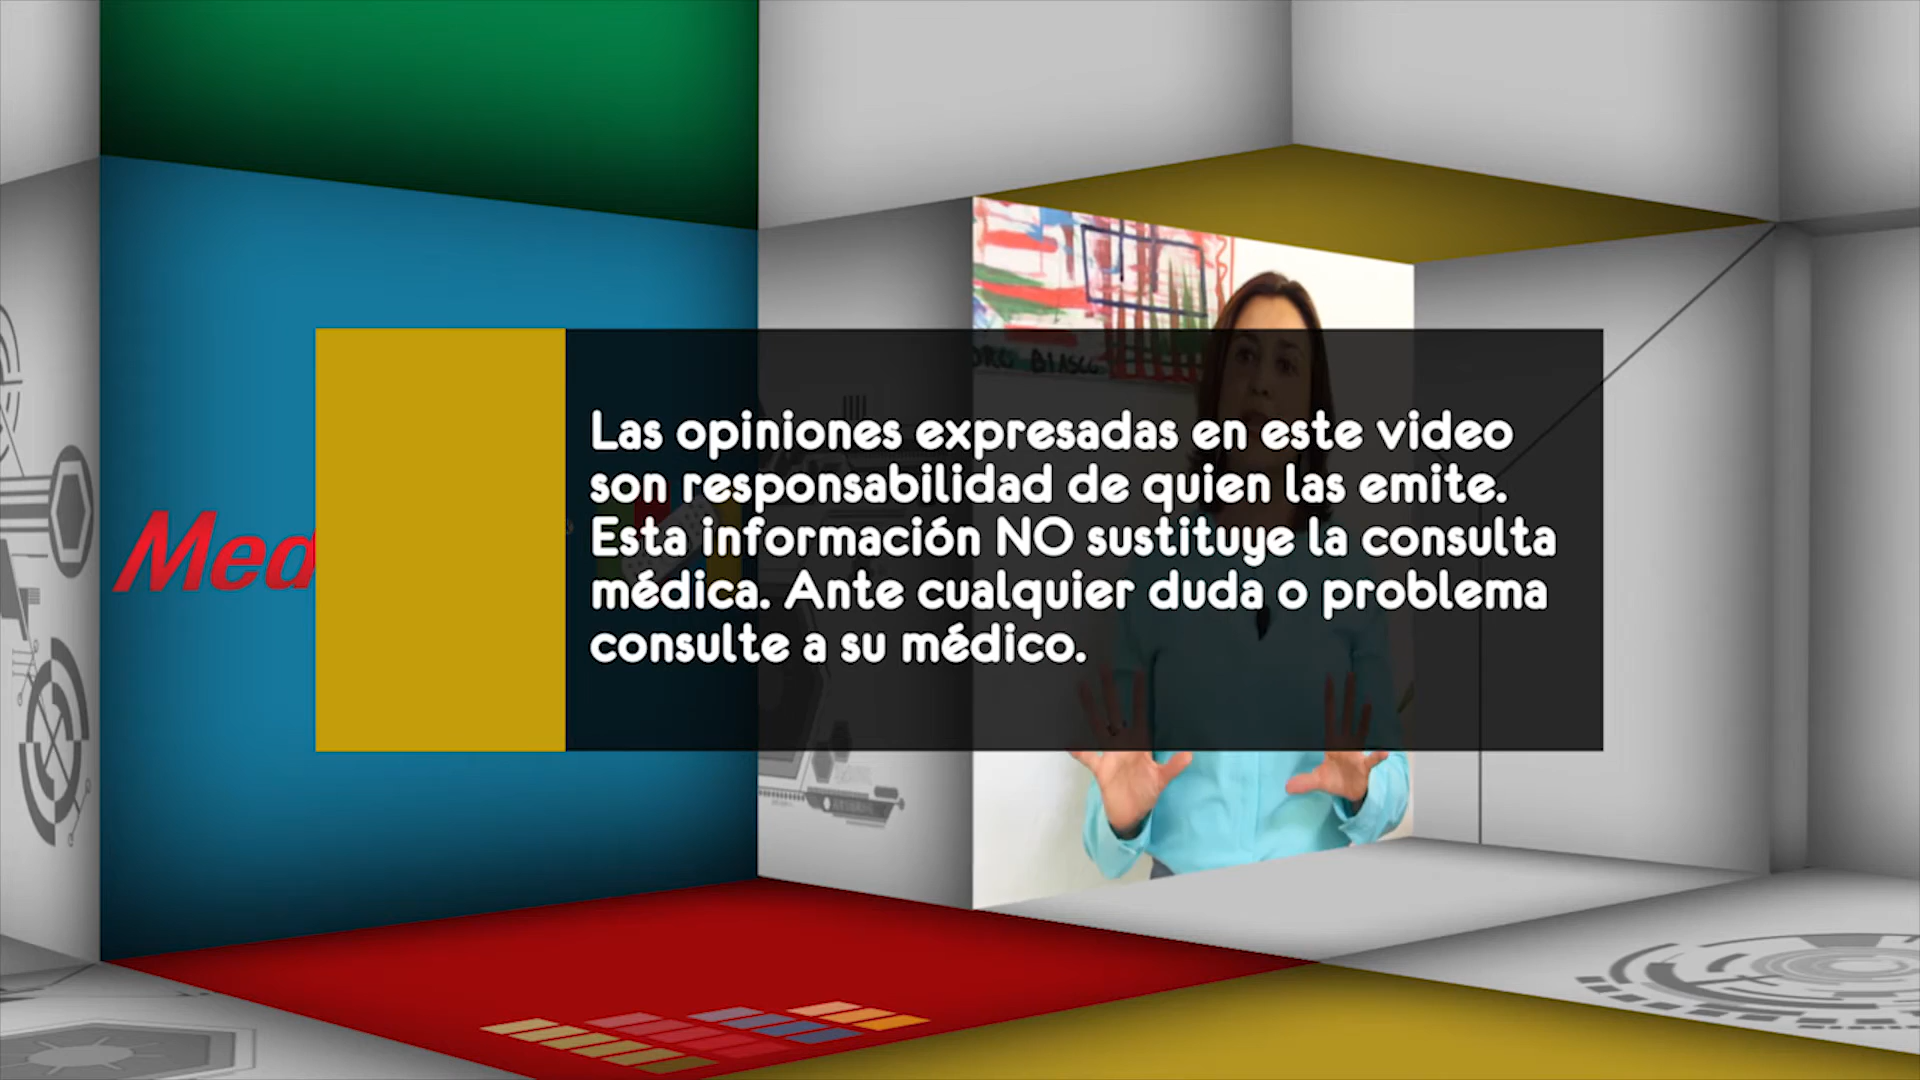 Med
Las opiniones expresadas en este video
son responsabilidad de quien las emite.
Esta información NO sustituye la consulta
médica. Ante cualquier duda o problema
consulte a su médico.